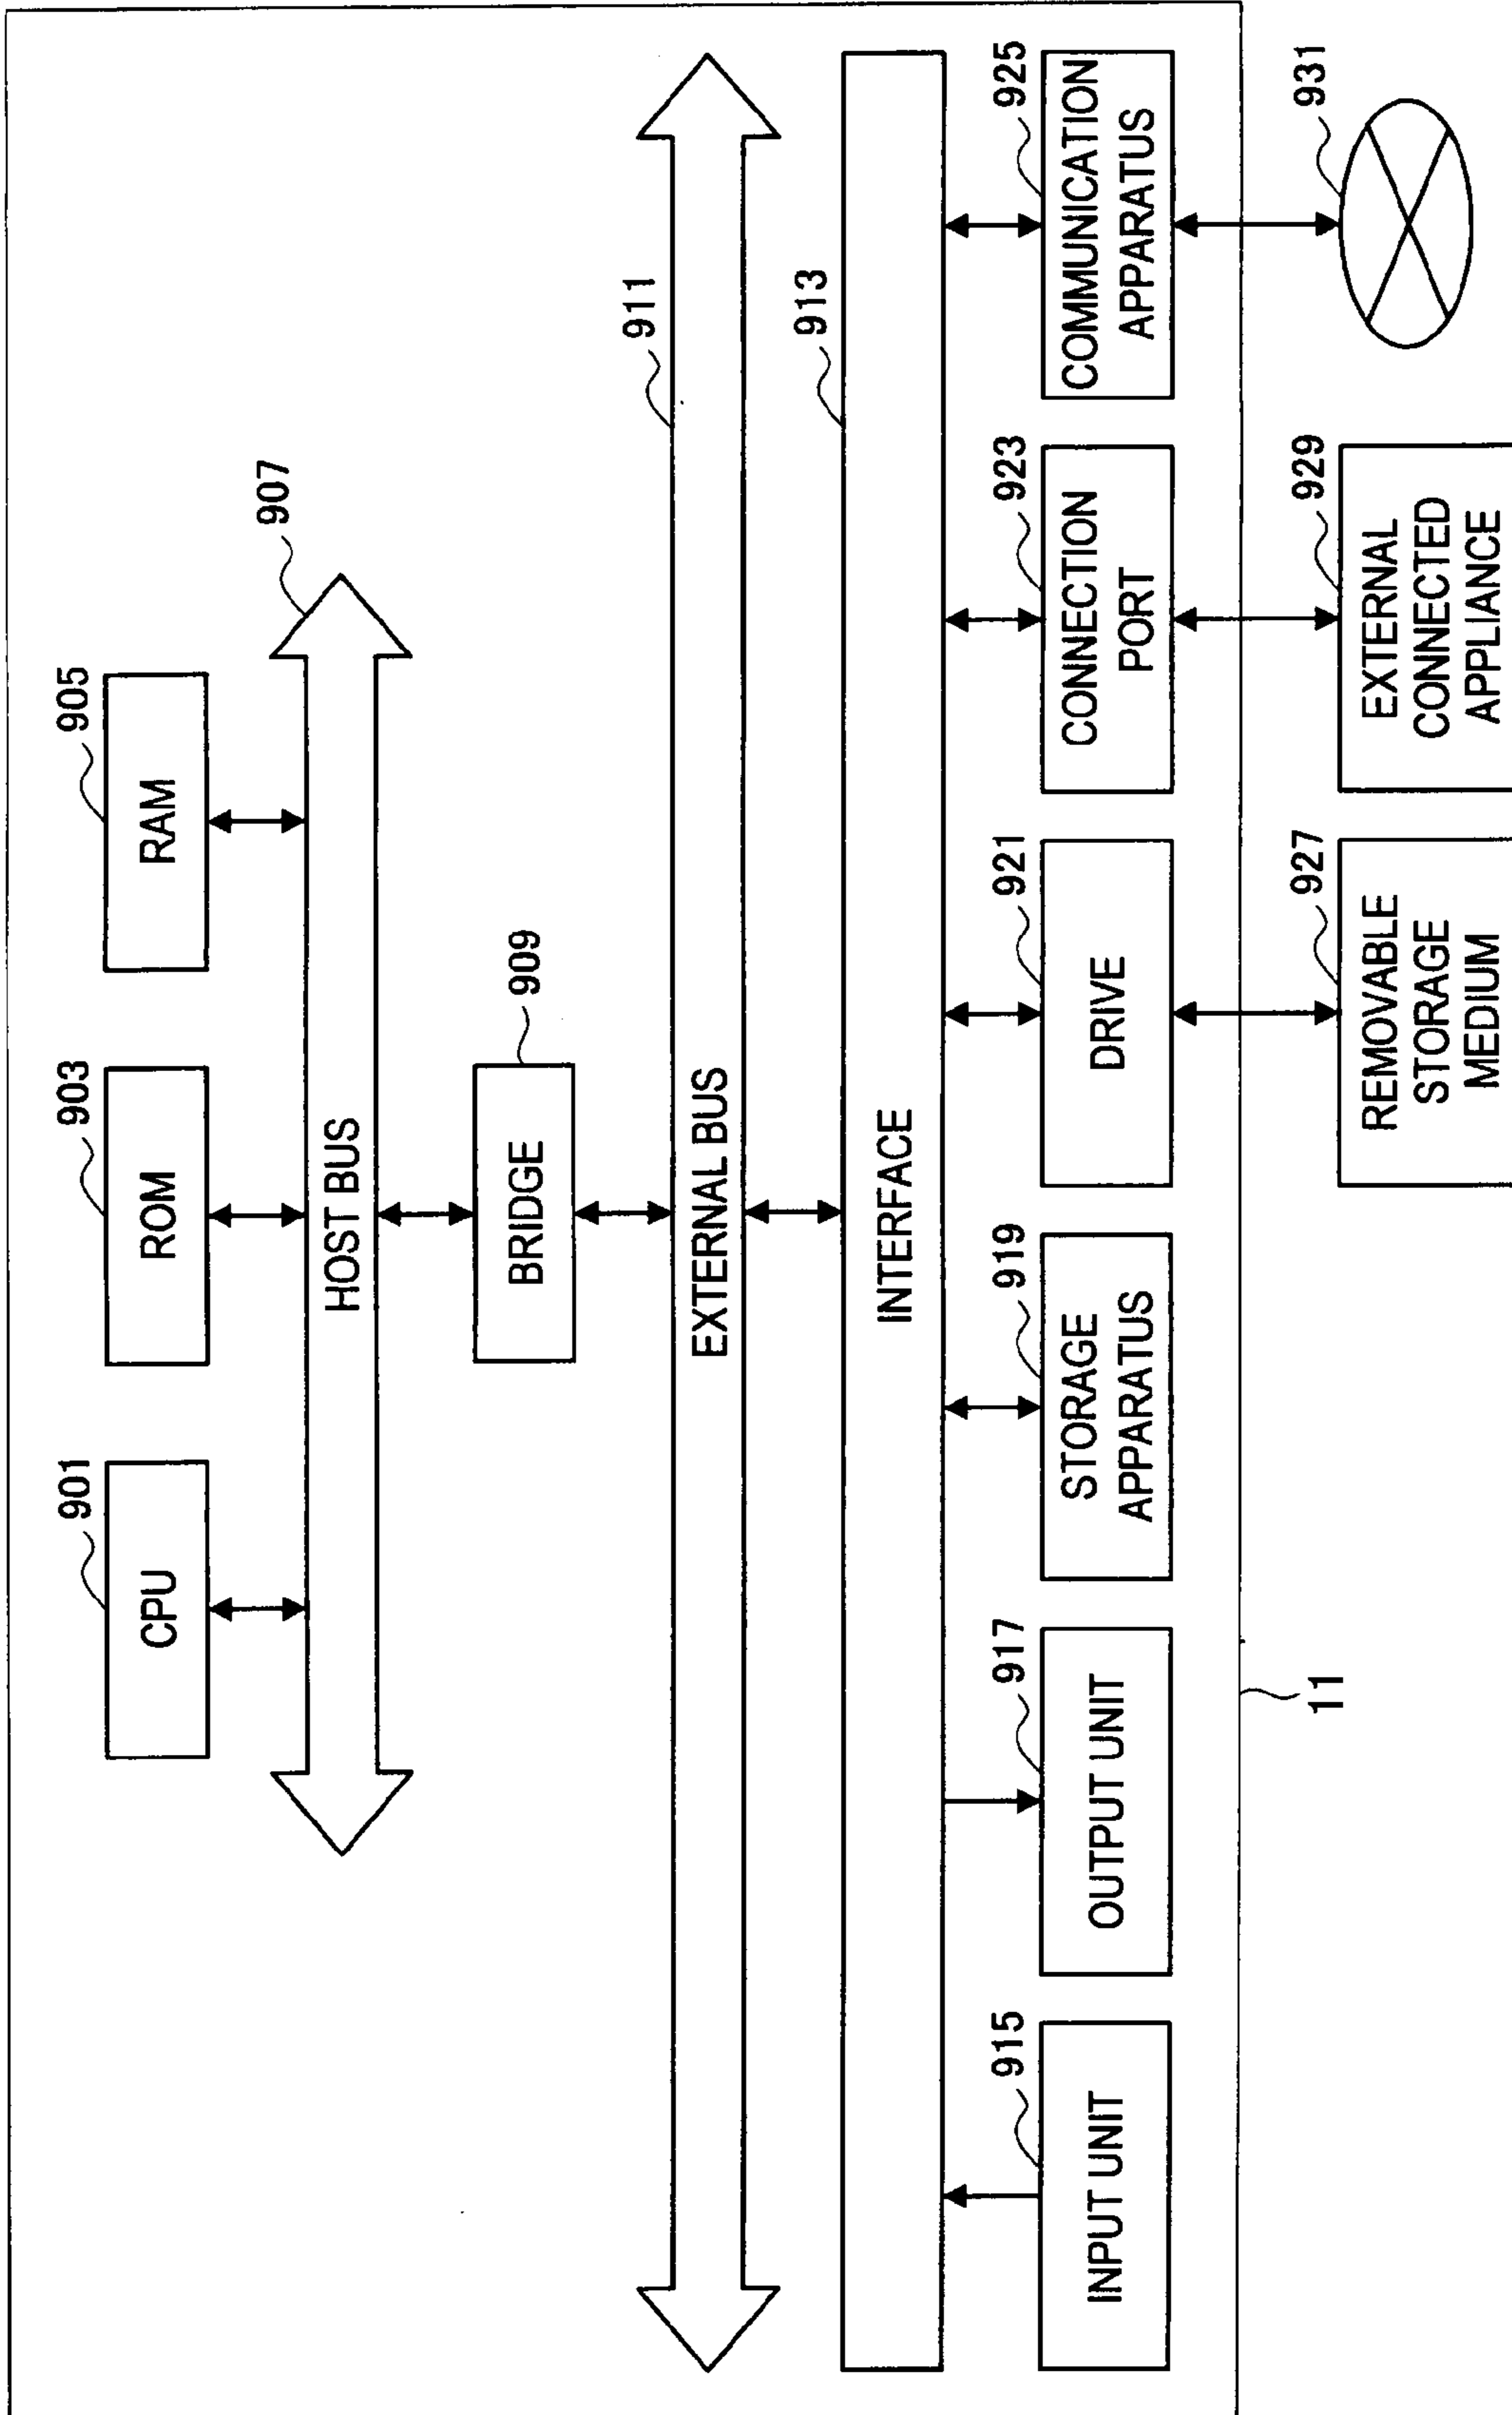 901
CPU
903
ROM
905
RAM
907
HOST BUS
909
BRIDGE
911
EXTERNAL BUS
913
INTERFACE
915
INPUT UNIT
917
OUTPUT UNIT
919
STORAGE
APPARATUS
921
DRIVE
923
CONNECTION
PORT
925
COMMUNICATION
APPARATUS
11
927
REMOVABLE
STORAGE
MEDIUM
929
EXTERNAL
CONNECTED
APPLIANCE
931